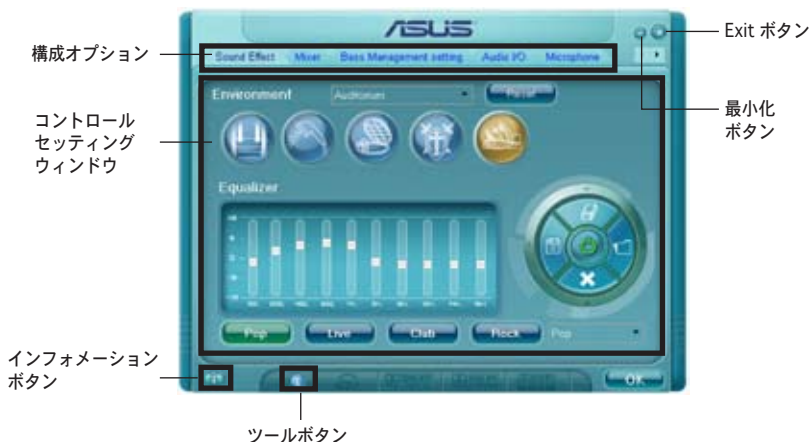 ASUS
Exit ボタン
構成オプション
Sound Effect Mixer Bass Management setting Audio I/O Microphone
最小化
ボタン
コントロール
セッティング
ウィンドウ
Environment Auditorium Reset
Equalizer
Pop Live Club Rock Pop
インフォメーション
ボタン
OK
ツールボタン